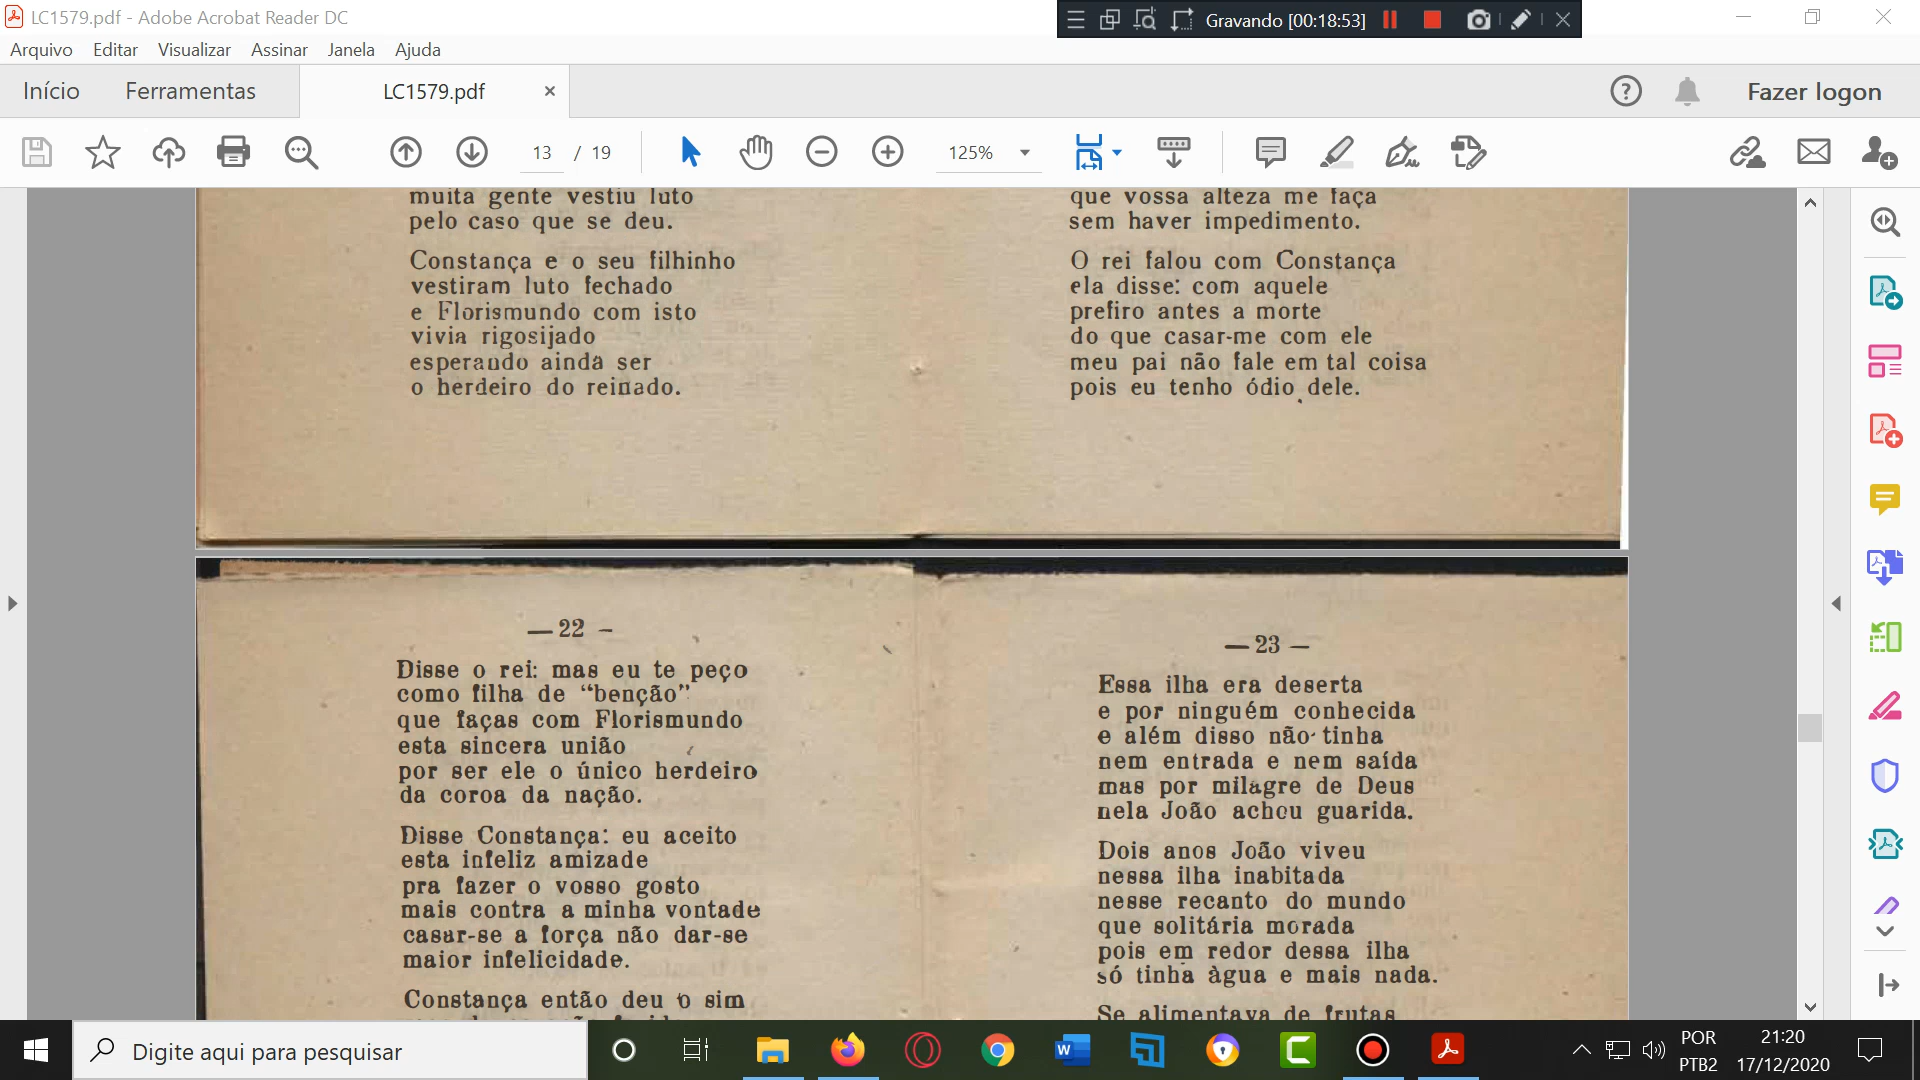 LC1579.pdf - Adobe Acrobat Reader DC
Gravando [00:18:53]
Arquivo Editar Visualizar Assinar Janela Ajuda
Início Ferramentas LC1579.pdf × Fazer logon
13 / 19 125%
muita gente vestiu luto
pelo caso que se deu.
Constança e o seu filhinho
vestiram luto fechado
e Florismundo com isto
vivia rigosijado
esperando ainda ser
o herdeiro do reinado.
que vossa alteza me faça
sem haver impedimento.
O rei falou com Constança
ela disse: com aquele
prefiro antes a morte
do que casar-me com ele
meu pai não fale em tal coisa
pois eu tenho ódio dele.
— 22 -
Disse o rei: mas eu te peço
como filha de “benção”
que faças com Florismundo
esta sincera união
por ser ele o único herdeiro
da coroa da nação.
Disse Constança: eu aceito
esta infeliz amizade
pra fazer o vosso gosto
mais contra a minha vontade
casar-se a força não dar-se
maior infelicidade.
Constança então deu o sim
— 23 —
Essa ilha era deserta
e por ninguém conhecida
e além disso não tinha
nem entrada e nem saída
mas por milagre de Deus
nela João achou guarida.
Dois anos João viveu
nessa ilha inabitada
nesse recanto do mundo
que solitária morada
pois em redor dessa ilha
só tinha àgua e mais nada.
Se alimentava de frutas
Digite aqui para pesquisar
POR
PTB2
21:20
17/12/2020